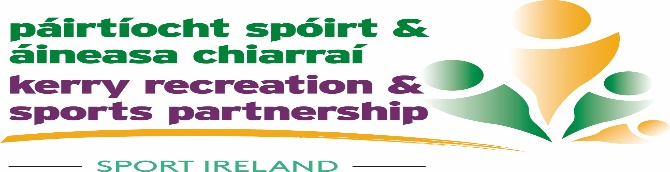 páirtíocht spóirt &
áineasa chiarraí
kerry recreation &
sports partnership
SPORT IRELAND